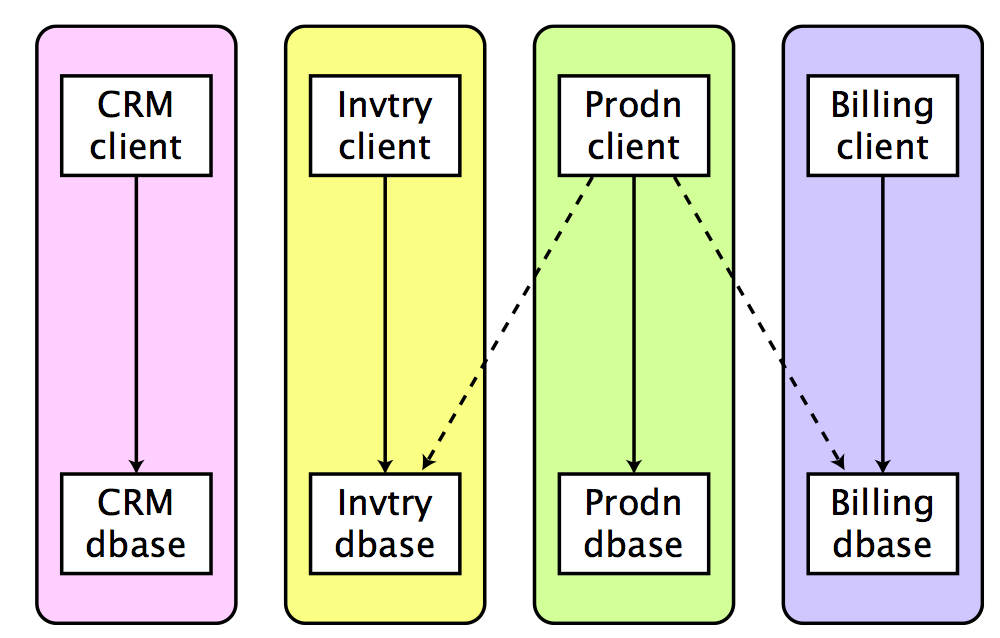 CRM
client
Invtry
client
Prodn
client
Billing
client
CRM
dbase
Invtry
dbase
Prodn
dbase
Billing
dbase